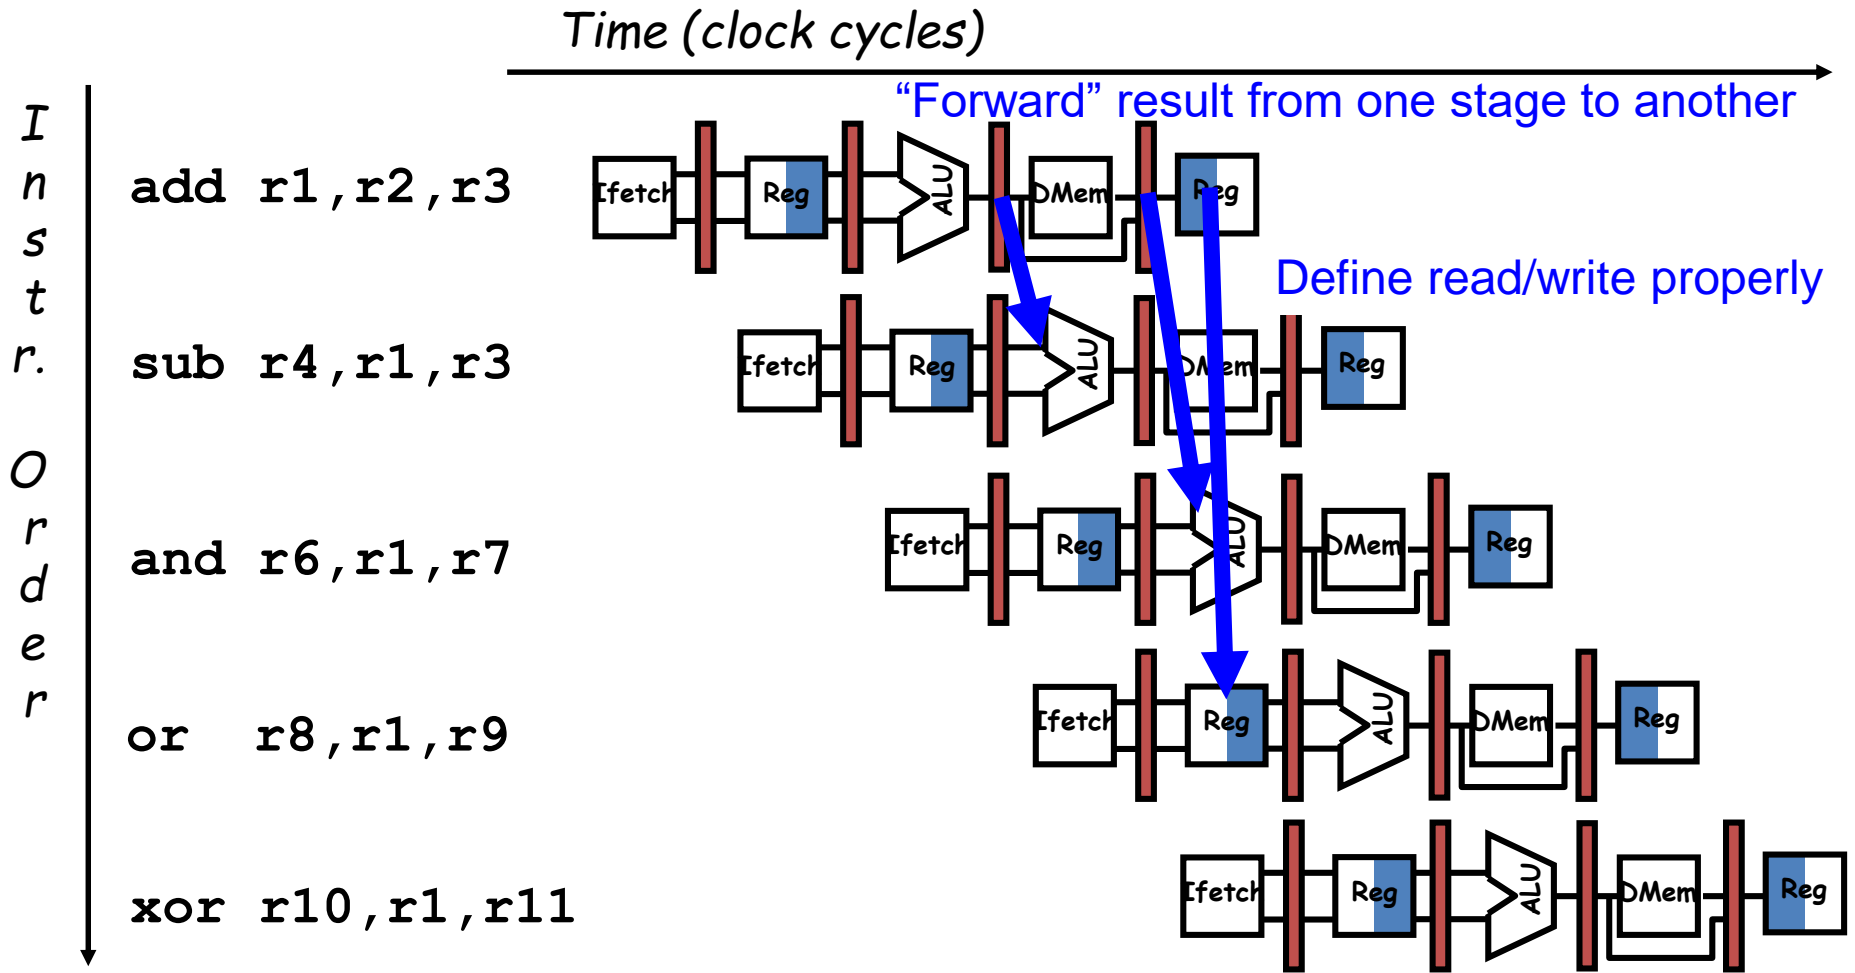 Time (clock cycles)
“Forward” result from one stage to another
Instr. Order
add r1,r2,r3
Ifetch Reg ALU DMem Reg
Define read/write properly
sub r4,r1,r3
Ifetch Reg ALU DMem Reg
and r6,r1,r7
Ifetch Reg ALU DMem Reg
or r8,r1,r9
Ifetch Reg ALU DMem Reg
xor r10,r1,r11
Ifetch Reg ALU DMem Reg